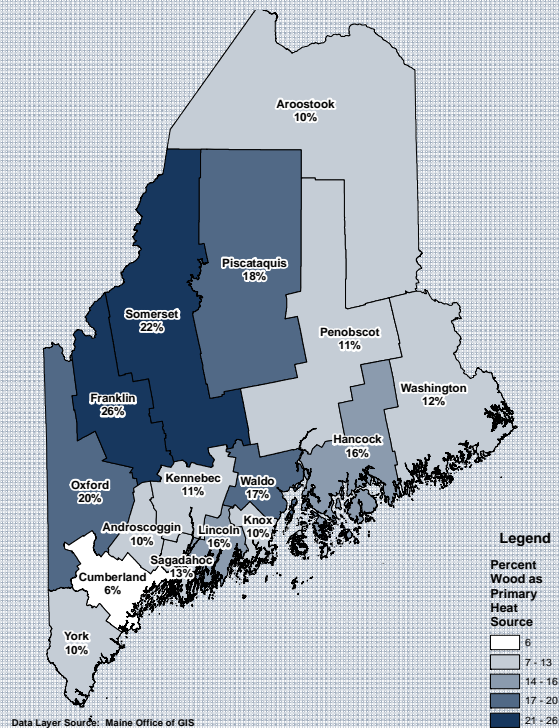 Aroostook
10%
Piscataquis
18%
Somerset
22%
Penobscot
11%
Washington
12%
Franklin
26%
Hancock
16%
Kennebec
11%
Waldo
17%
Oxford
20%
Knox
10%
Androscoggin
10%
Lincoln
16%
Sagadahoc
13%
Cumberland
6%
York
10%
Legend
Percent
Wood as
Primary
Heat
Source
6
7 - 13
14 - 16
17 - 20
21 - 26
Data Layer Source: Maine Office of GIS